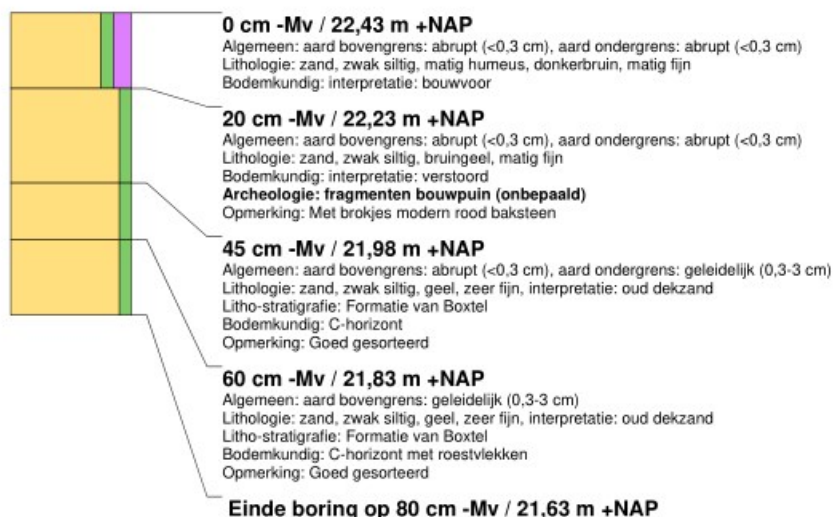 0 cm -Mv / 22,43 m +NAP
Algemeen: aard bovengrens: abrupt (<0,3 cm), aard ondergrens: abrupt (<0,3 cm)
Lithologie: zand, zwak siltig, matig humeus, donkerbruin, matig fijn
Bodemkundig: interpretatie: bouwvoor
20 cm -Mv / 22,23 m +NAP
Algemeen: aard bovengrens: abrupt (<0,3 cm), aard ondergrens: abrupt (<0,3 cm)
Lithologie: zand, zwak siltig, bruingeel, matig fijn
Bodemkundig: interpretatie: verstoord
Archeologie: fragmenten bouwpuin (onbepaald)
Opmerking: Met brokjes modern rood baksteen
45 cm -Mv / 21,98 m +NAP
Algemeen: aard bovengrens: abrupt (<0,3 cm), aard ondergrens: geleidelijk (0,3-3 cm)
Lithologie: zand, zwak siltig, geel, zeer fijn, interpretatie: oud dekzand
Litho-stratigrafie: Formatie van Boxtel
Bodemkundig: C-horizont
Opmerking: Goed gesorteerd
60 cm -Mv / 21,83 m +NAP
Algemeen: aard bovengrens: geleidelijk (0,3-3 cm)
Lithologie: zand, zwak siltig, geel, zeer fijn, interpretatie: oud dekzand
Litho-stratigrafie: Formatie van Boxtel
Bodemkundig: C-horizont met roestvlekken
Opmerking: Goed gesorteerd
Einde boring op 80 cm -Mv / 21,63 m +NAP